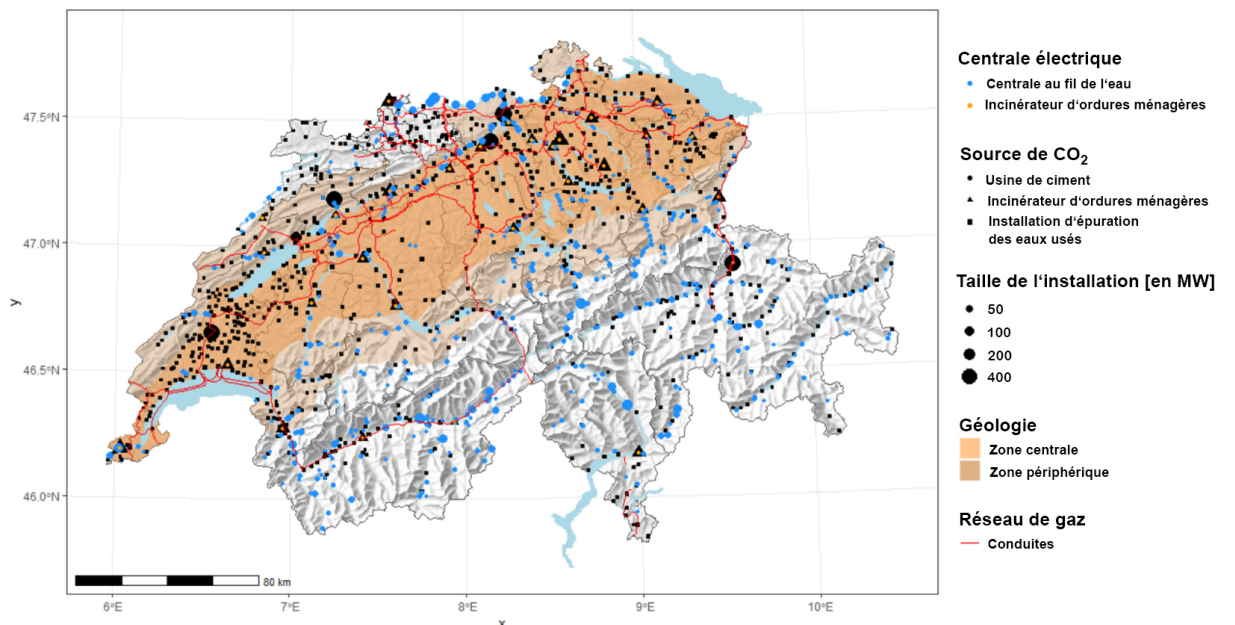 Centrale électrique
Centrale au fil de l'eau
Incinérateur d'ordures ménagères
Source de CO2
Usine de ciment
Incinérateur d'ordures ménagères
Installation d'épuration
des eaux usés
Taille de l'installation [en MW]
50
100
200
400
Géologie
Zone centrale
Zone périphérique
Réseau de gaz
Conduites
47.5°N
47.0°N
46.5°N
46.0°N
y
80 km
6°E
7°E
8°E
9°E
10°E
x